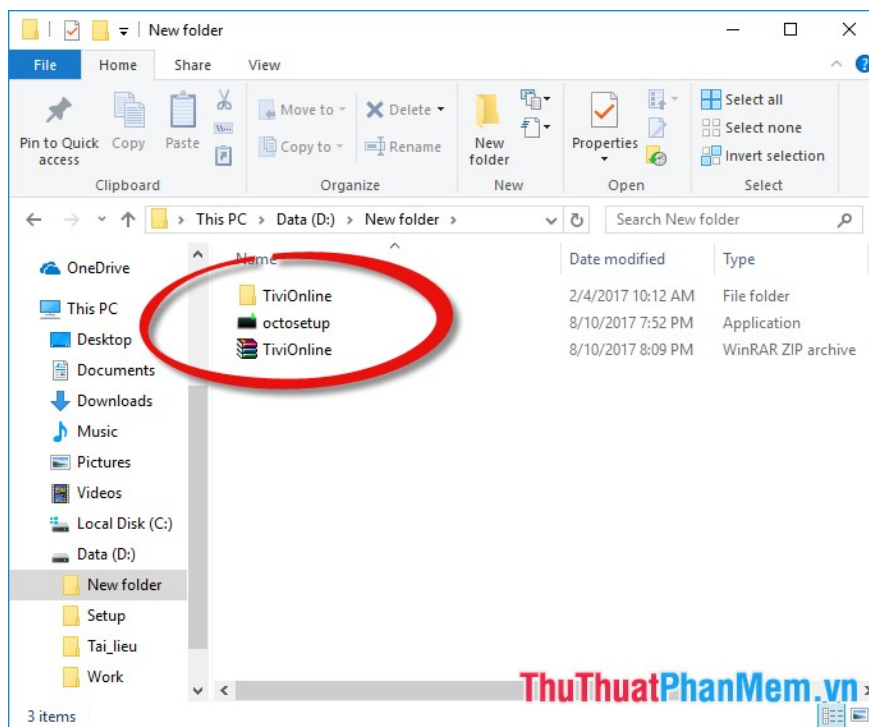 New folder
File Home Share View
Pin to Quick access
Copy
Paste
Clipboard
Move to
Copy to
Delete
Rename
Organize
New folder
New
Properties
Open
Select all
Select none
Invert selection
Select
This PC > Data (D:) > New folder >
Search New folder
Name Date modified Type
TiviOnline 2/4/2017 10:12 AM File folder
octosetup 8/10/2017 7:52 PM Application
TiviOnline 8/10/2017 8:09 PM WinRAR ZIP archive
OneDrive
This PC
Desktop
Documents
Downloads
Music
Pictures
Videos
Local Disk (C:)
Data (D:)
New folder
Setup
Tai_lieu
Work
3 items
ThuThuatPhanMem.vn